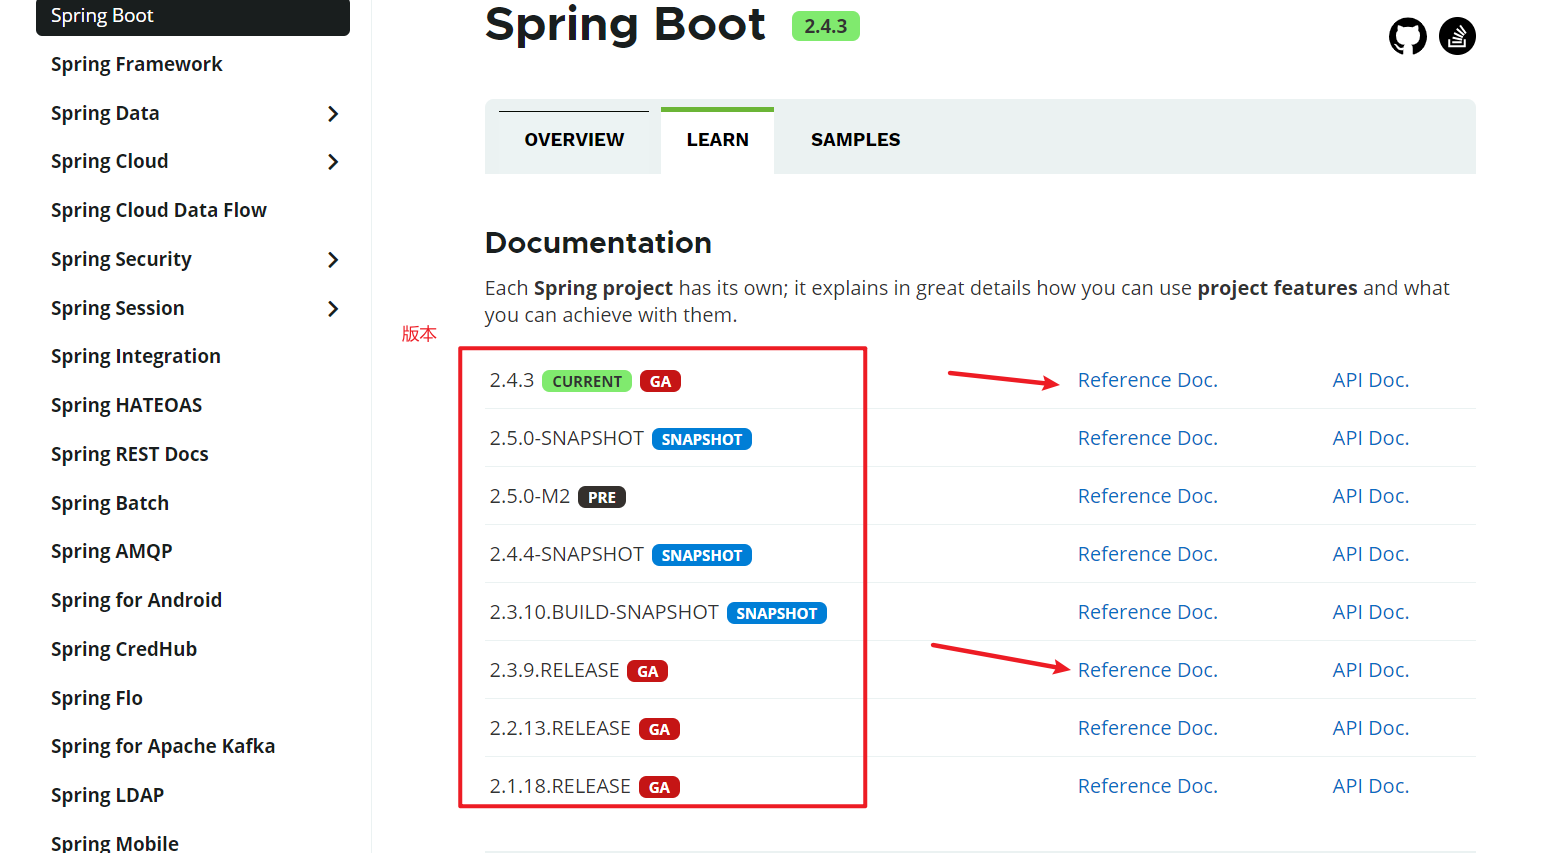 Spring Boot
Spring Framework
Spring Data
Spring Cloud
Spring Cloud Data Flow
Spring Security
Spring Session
Spring Integration
Spring HATEOAS
Spring REST Docs
Spring Batch
Spring AMQP
Spring for Android
Spring CredHub
Spring Flo
Spring for Apache Kafka
Spring LDAP
Spring Mobile
Spring Boot 2.4.3
OVERVIEW LEARN SAMPLES
Documentation
Each Spring project has its own; it explains in great details how you can use project features and what
you can achieve with them.
版本
2.4.3 CURRENT GA Reference Doc. API Doc.
2.5.0-SNAPSHOT SNAPSHOT Reference Doc. API Doc.
2.5.0-M2 PRE Reference Doc. API Doc.
2.4.4-SNAPSHOT SNAPSHOT Reference Doc. API Doc.
2.3.10.BUILD-SNAPSHOT SNAPSHOT Reference Doc. API Doc.
2.3.9.RELEASE GA Reference Doc. API Doc.
2.2.13.RELEASE GA Reference Doc. API Doc.
2.1.18.RELEASE GA Reference Doc. API Doc.